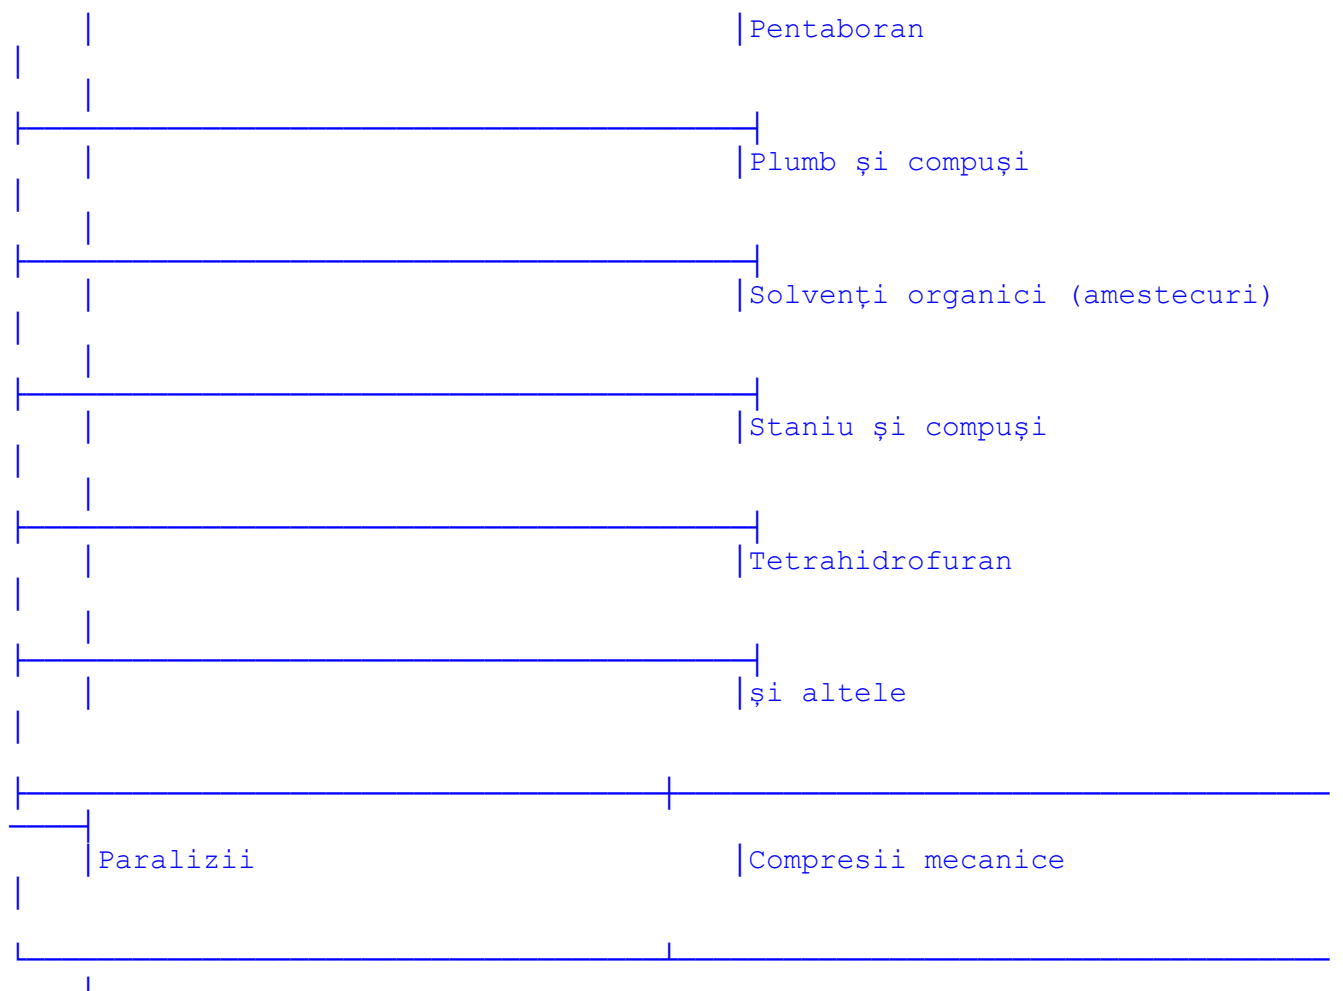 Pentaboran
Plumb și compuși
Solvenți organici (amestecuri)
Staniu și compuși
Tetrahidrofuran
și altele
Paralizii Compresii mecanice